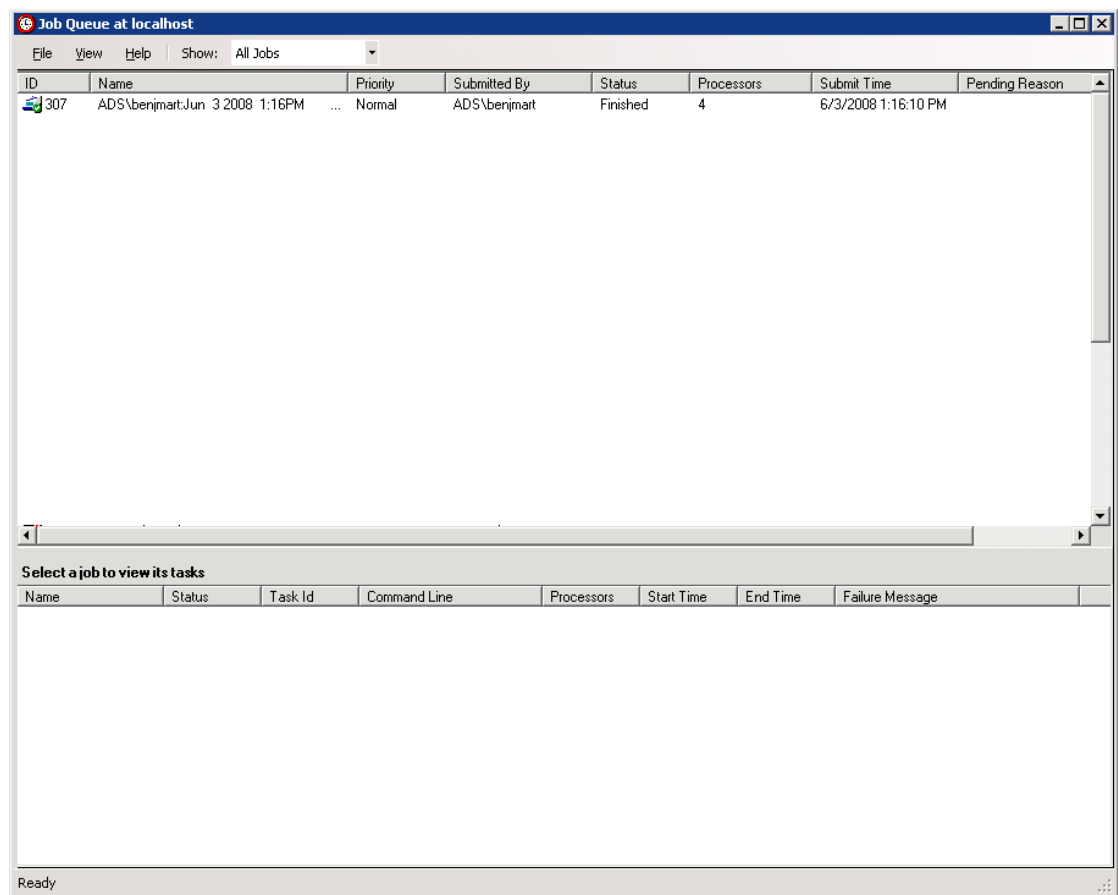 Job Queue at localhost
File View Help Show: All Jobs
ID Name Priority Submitted By Status Processors Submit Time Pending Reason
307 ADS\benjmart:Jun 3 2008 1:16PM ... Normal ADS\benjmart Finished 4 6/3/2008 1:16:10 PM
Select a job to view its tasks
Name Status Task Id Command Line Processors Start Time End Time Failure Message
Ready